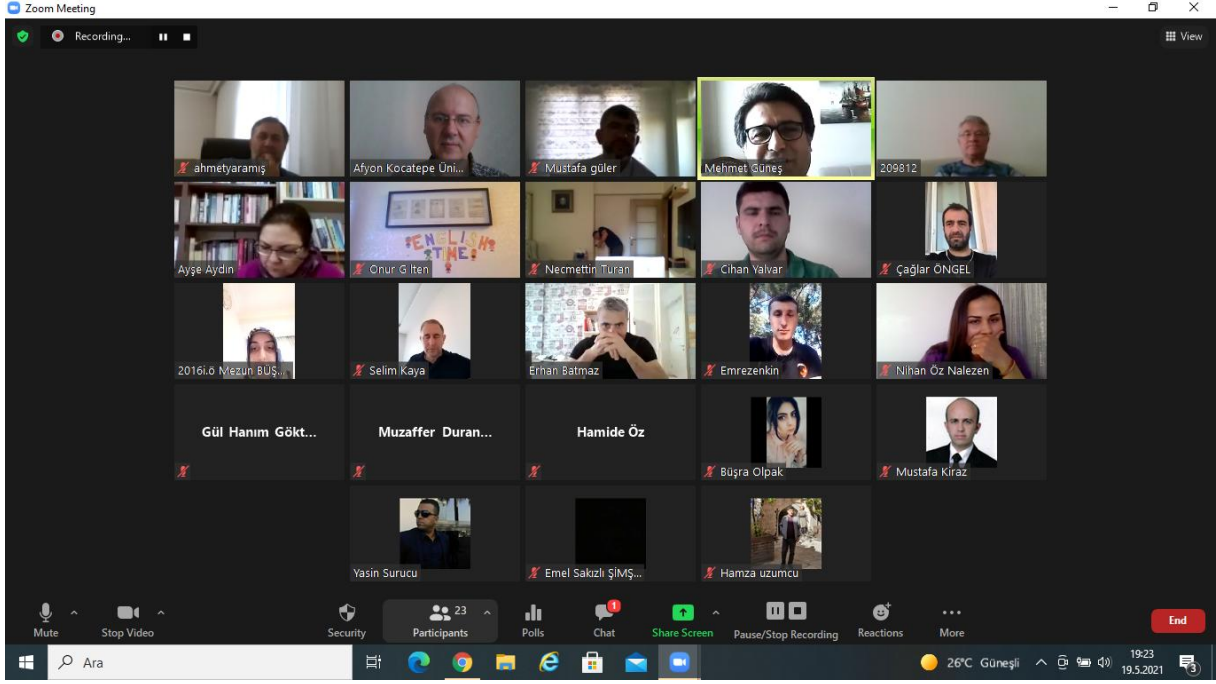 Zoom Meeting
Recording...
View
ahmetyaramış
Afyon Kocatepe Üni...
Mustafa güler
Mehmet Güneş
209812
Ayşe Aydın
ENGLISH
TIME!
Onur G lten
Necmettin Turan
Cihan Yalvar
Çağlar ÖNGEL
2016i.ö Mezun BÜŞ...
Selim Kaya
Erhan Batmaz
Emrezenkin
Nihan Öz Nalezen
Gül Hanım Gökt...
Muzaffer Duran...
Hamide Öz
Büşra Olpak
Mustafa Kiraz
Yasin Surucu
Emel Sakızlı ŞİMŞ...
Hamza uzumcu
Mute
Stop Video
Security
23
Participants
Polls
1
Chat
Share Screen
Pause/Stop Recording
Reactions
More
End
Ara
26°C Güneşli
19:23
19.5.2021
3